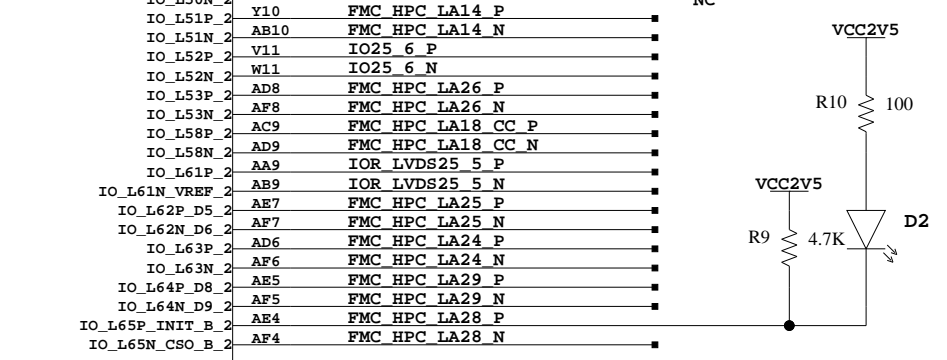 IO_L50N_2 NC
IO_L51P_2 Y10 FMC_HPC_LA14_P
IO_L51N_2 AB10 FMC_HPC_LA14_N
IO_L52P_2 V11 IO25_6_P
IO_L52N_2 W11 IO25_6_N
IO_L53P_2 AD8 FMC_HPC_LA26_P
IO_L53N_2 AF8 FMC_HPC_LA26_N
IO_L58P_2 AC9 FMC_HPC_LA18_CC_P
IO_L58N_2 AD9 FMC_HPC_LA18_CC_N
IO_L61P_2 AA9 IOR_LVDS25_5_P
IO_L61N_VREF_2 AB9 IOR_LVDS25_5_N
IO_L62P_D5_2 AE7 FMC_HPC_LA25_P
IO_L62N_D6_2 AF7 FMC_HPC_LA25_N
IO_L63P_2 AD6 FMC_HPC_LA24_P
IO_L63N_2 AF6 FMC_HPC_LA24_N
IO_L64P_D8_2 AE5 FMC_HPC_LA29_P
IO_L64N_D9_2 AF5 FMC_HPC_LA29_N
IO_L65P_INIT_B_2 AE4 FMC_HPC_LA28_P
IO_L65N_CSO_B_2 AF4 FMC_HPC_LA28_N
VCC2V5
R10 100
VCC2V5
D2
R9 4.7K